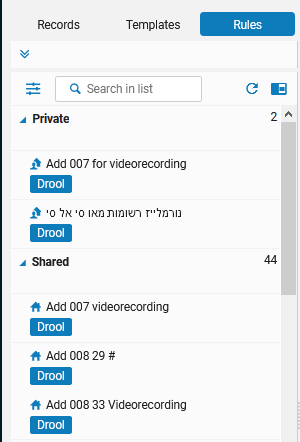 Records Templates Rules
Search in list
Private 2
Add 007 for videorecording
Drool
נורמלייז רשומות מאו סי אל סי
Drool
Shared 44
Add 007 videorecording
Drool
Add 008 29 #
Drool
Add 008 33 Videorecording
Drool